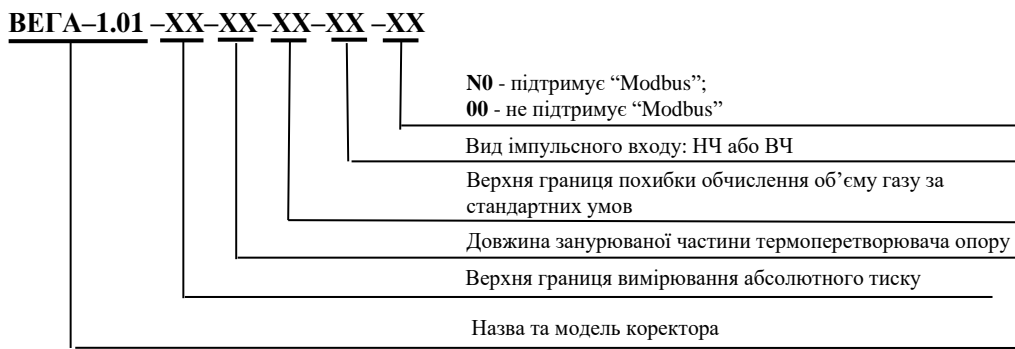 ВЕГА–1.01 –XX–XX–XX–XX –XX
N0 - підтримує “Modbus”;
00 - не підтримує “Modbus”
Вид імпульсного входу: НЧ або ВЧ
Верхня границя похибки обчислення об’єму газу за
стандартних умов
Довжина занурюваної частини термоперетворювача опору
Верхня границя вимірювання абсолютного тиску
Назва та модель коректора